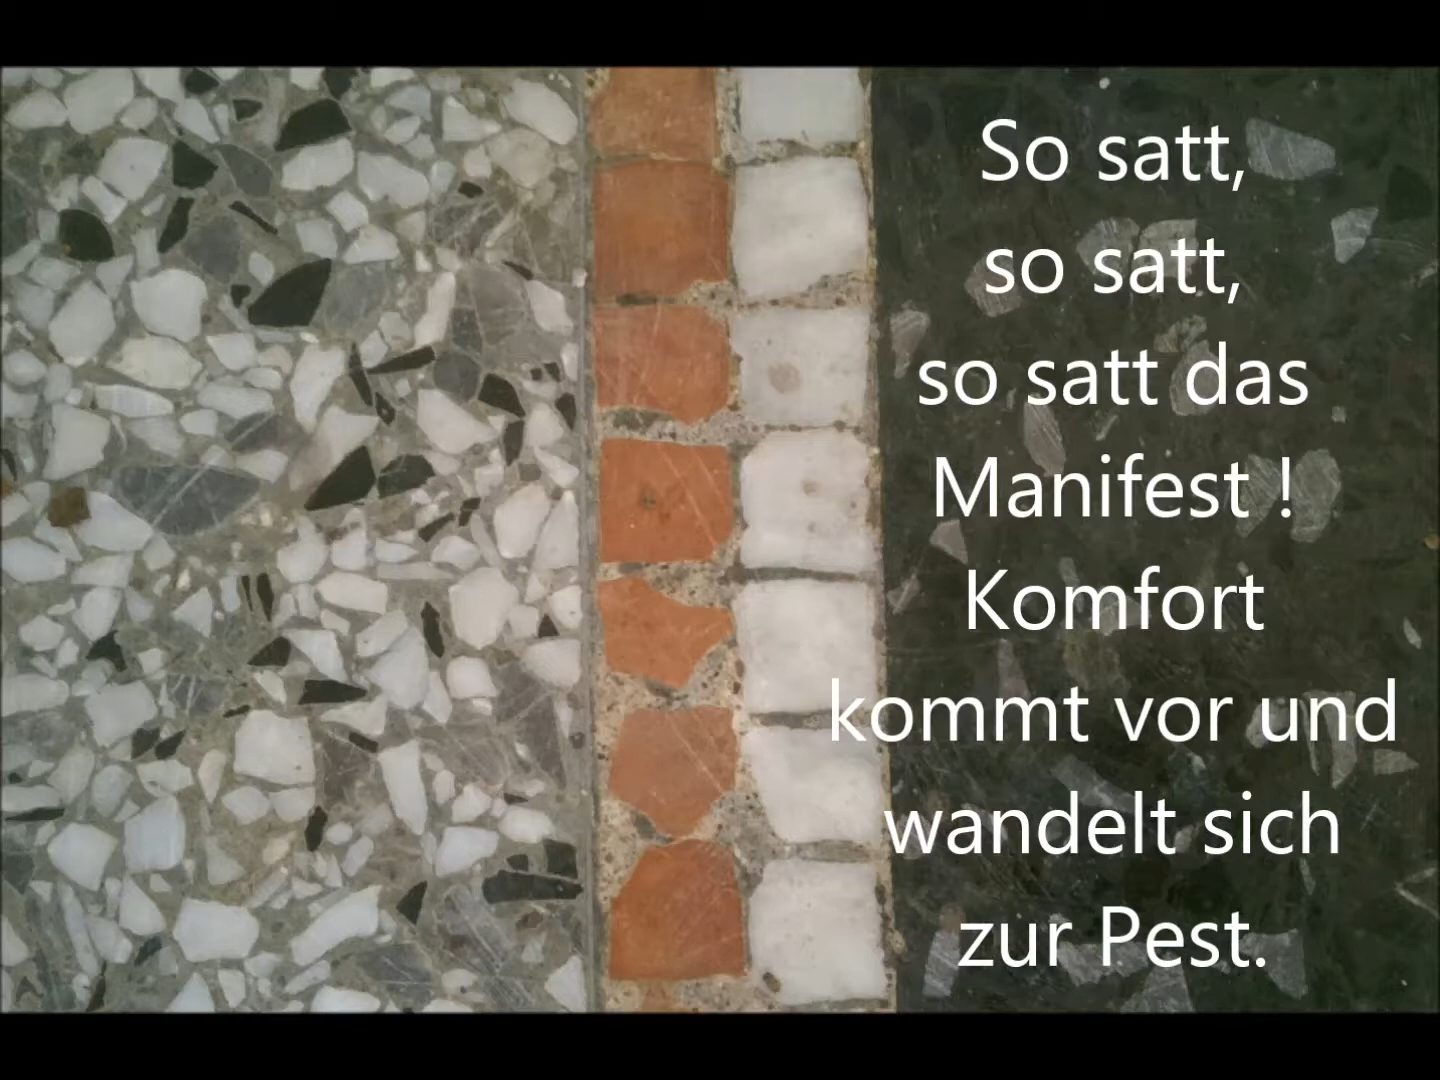 So satt,
so satt,
so satt das
Manifest !
Komfort
kommt vor und
wandelt sich
zur Pest.